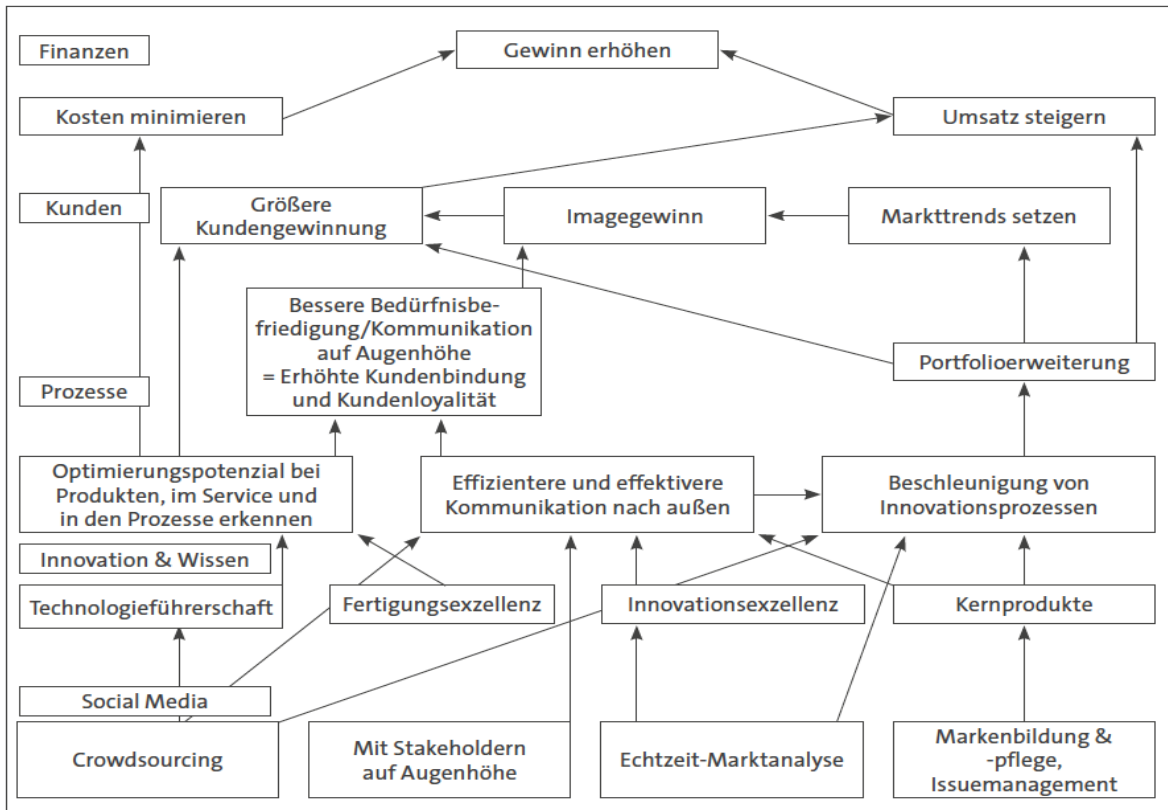 Finanzen
Gewinn erhöhen
Kosten minimieren
Umsatz steigern
Kunden
Größere
Kundengewinnung
Imagegewinn
Markttrends setzen
Bessere Bedürfnisbe-
friedigung/Kommunikation
auf Augenhöhe
= Erhöhte Kundenbindung
und Kundenloyalität
Portfolioerweiterung
Prozesse
Optimierungspotenzial bei
Produkten, im Service und
in den Prozesse erkennen
Effizientere und effektivere
Kommunikation nach außen
Beschleunigung von
Innovationsprozessen
Innovation & Wissen
Technologieführerschaft
Fertigungsexzellenz
Innovationsexzellenz
Kernprodukte
Social Media
Crowdsourcing
Mit Stakeholdern
auf Augenhöhe
Echtzeit-Marktanalyse
Markenbildung &
-pflege,
Issuemanagement